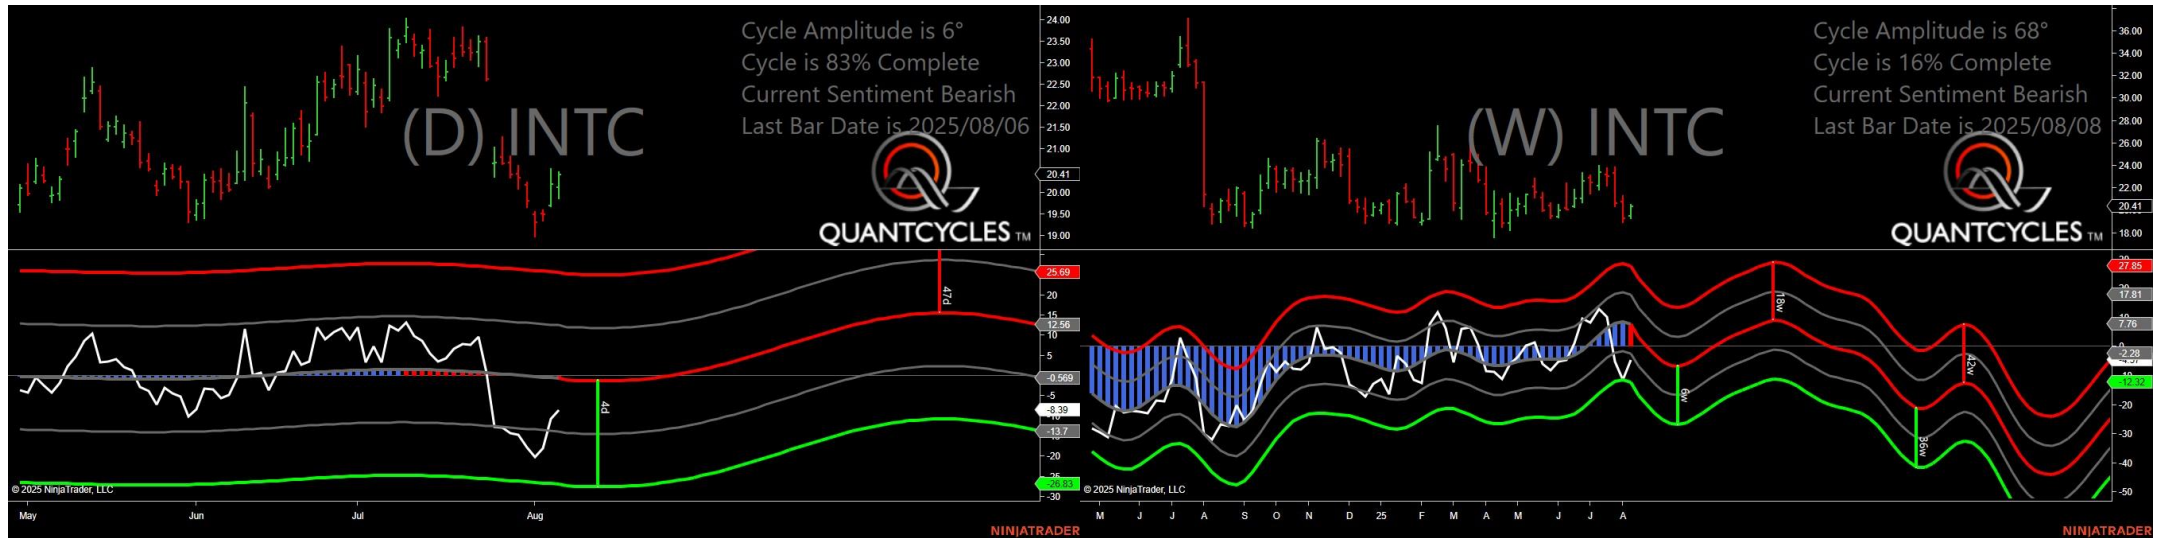 Cycle Amplitude is 6°
Cycle is 83% Complete
Current Sentiment Bearish
Last Bar Date is 2025/08/06
(D) INTC
QUANTCYCLES TM
24.00
23.50
23.00
22.50
22.00
21.50
21.00
20.41
20.00
19.50
19.00
25.69
20
15
12.56
10
5
-0.569
-5
-8.39
-13.7
-20
-26.83
-30
47d
4d
© 2025 NinjaTrader, LLC
May Jun Jul Aug
NINJATRADER
Cycle Amplitude is 68°
Cycle is 16% Complete
Current Sentiment Bearish
Last Bar Date is 2025/08/08
(W) INTC
QUANTCYCLES TM
36.00
34.00
32.00
30.00
28.00
26.00
24.00
22.00
20.41
18.00
27.85
17.81
7.76
-2.28
-12.32
-20
-30
-40
-50
18w
6w
42w
36w
© 2025 NinjaTrader, LLC
M J J A S O N D 25 F M A M J J A
NINJATRADER